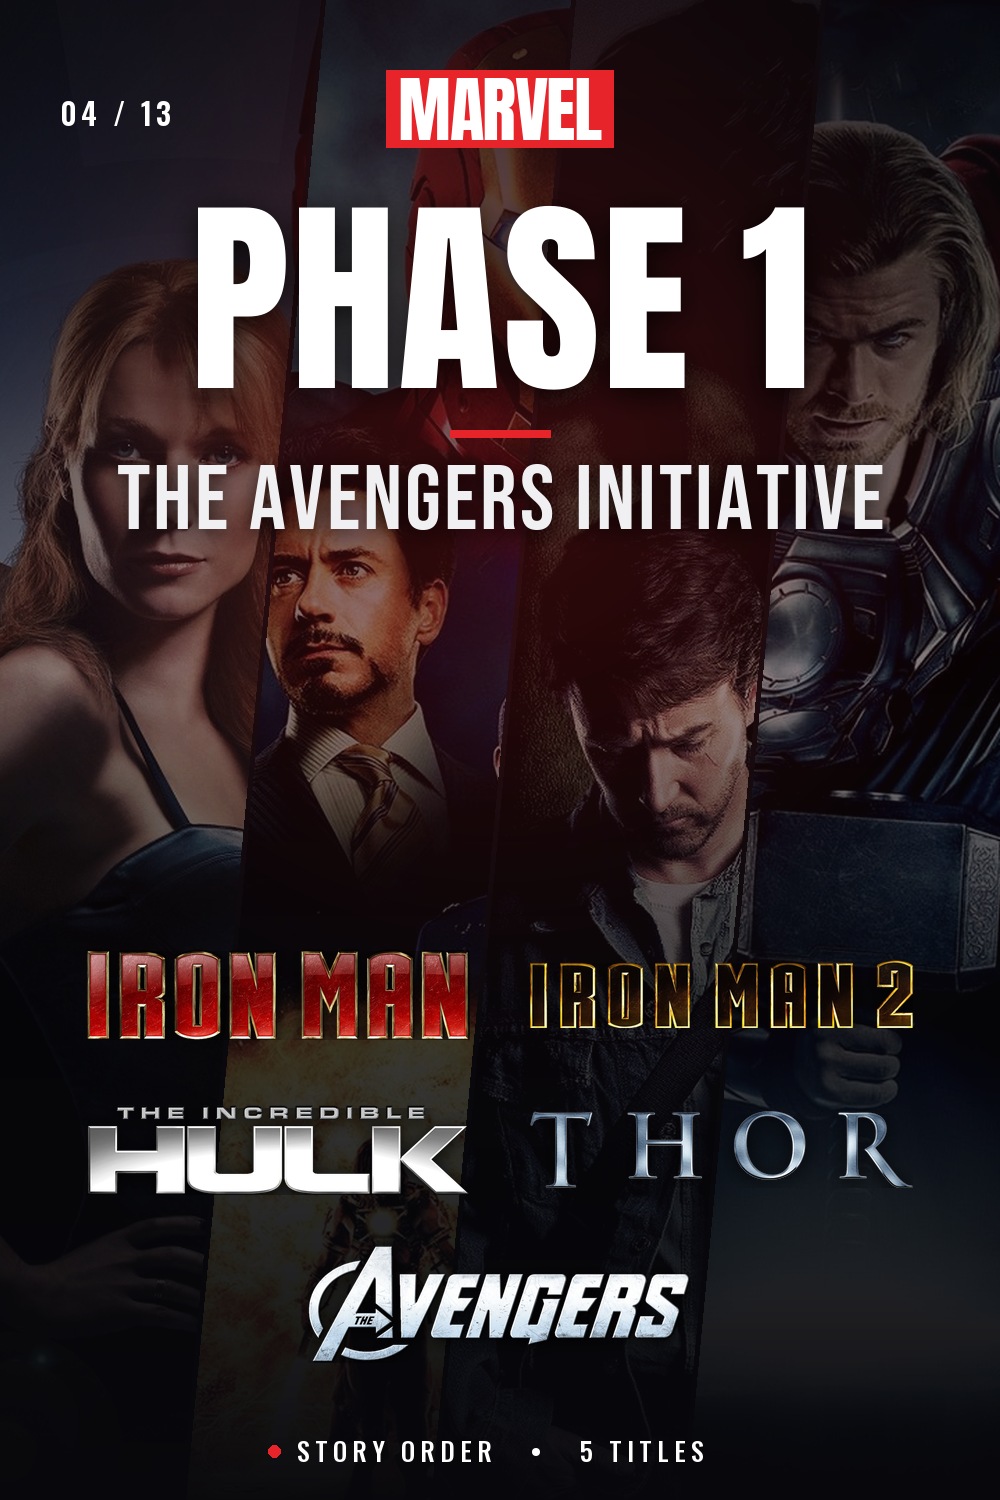 04 / 13
MARVEL
PHASE 1
THE AVENGERS INITIATIVE
IRON MAN
IRON MAN 2
THE INCREDIBLE
HULK
THOR
THE AVENGERS
STORY ORDER • 5 TITLES